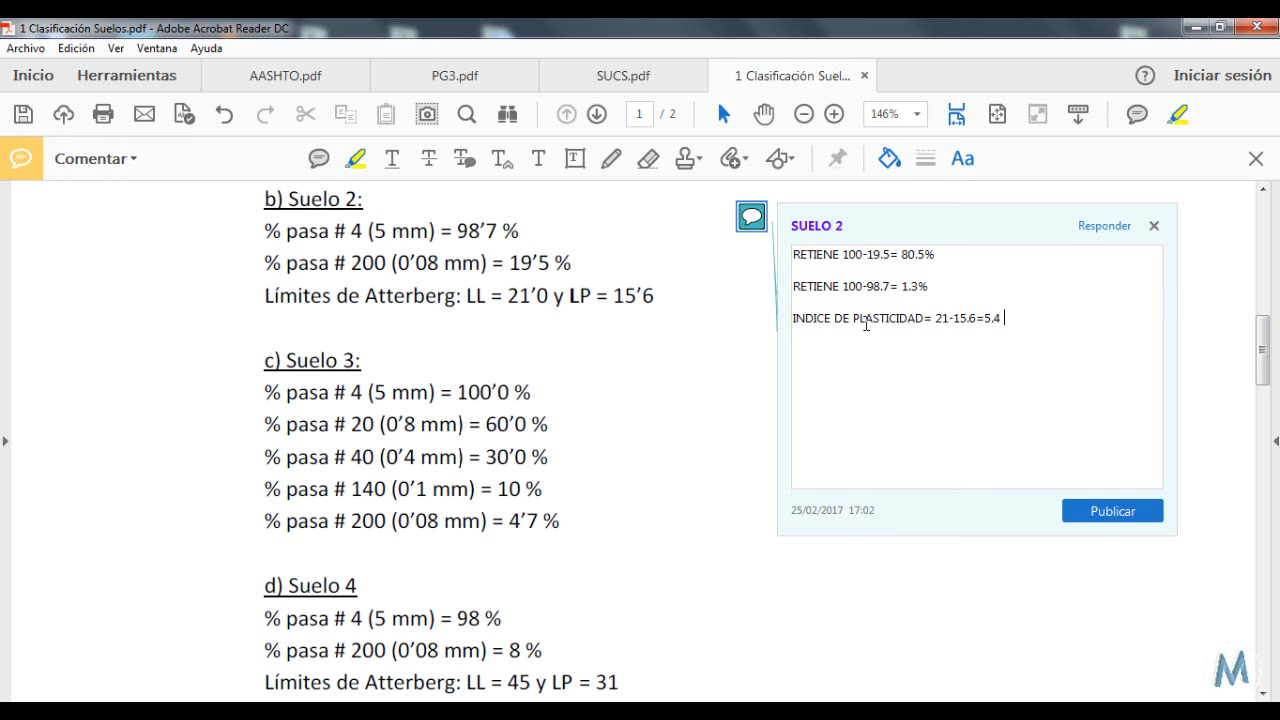 1 Clasificación Suelos.pdf - Adobe Acrobat Reader DC
Archivo Edición Ver Ventana Ayuda
Inicio Herramientas AASHTO.pdf PG3.pdf SUCS.pdf 1 Clasificación Suel... × Iniciar sesión
1 / 2 146%
Comentar
b) Suelo 2:
% pasa # 4 (5 mm) = 98’7 %
% pasa # 200 (0’08 mm) = 19’5 %
Límites de Atterberg: LL = 21’0 y LP = 15’6
c) Suelo 3:
% pasa # 4 (5 mm) = 100’0 %
% pasa # 20 (0’8 mm) = 60’0 %
% pasa # 40 (0’4 mm) = 30’0 %
% pasa # 140 (0’1 mm) = 10 %
% pasa # 200 (0’08 mm) = 4’7 %
d) Suelo 4
% pasa # 4 (5 mm) = 98 %
% pasa # 200 (0’08 mm) = 8 %
Límites de Atterberg: LL = 45 y LP = 31
SUELO 2 Responder
RETIENE 100-19.5= 80.5%
RETIENE 100-98.7= 1.3%
INDICE DE PLASTICIDAD= 21-15.6=5.4
25/02/2017 17:02 Publicar
M